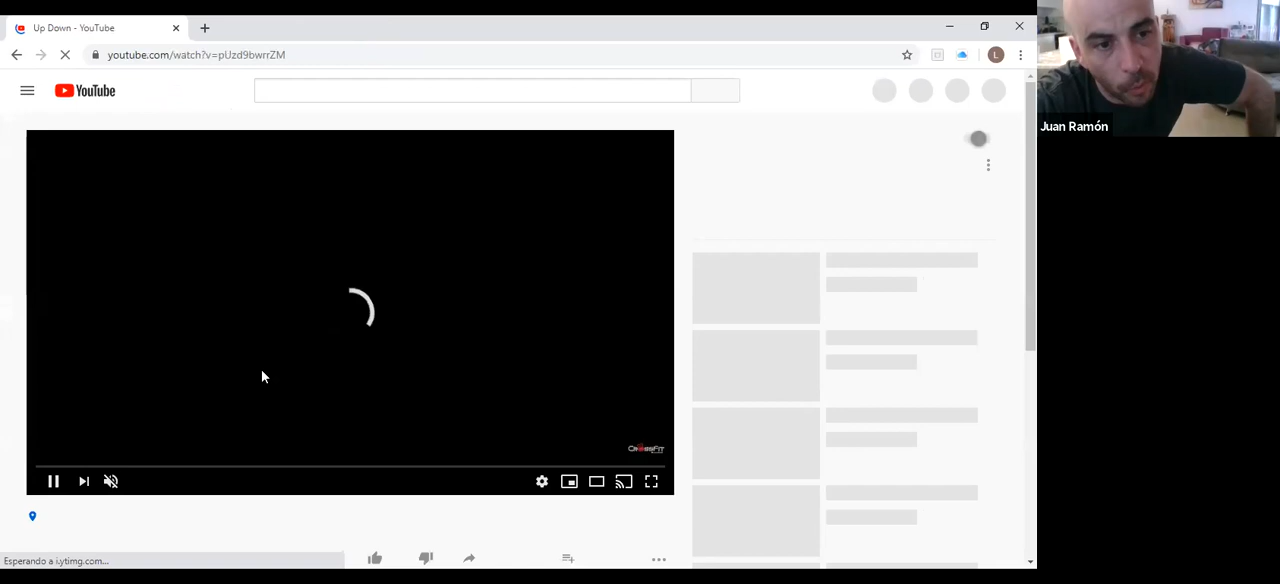 Up Down - YouTube
youtube.com/watch?v=pUzd9bwrrZM
L
YouTube
Juan Ramón
CrossFit
Esperando a i.ytimg.com...